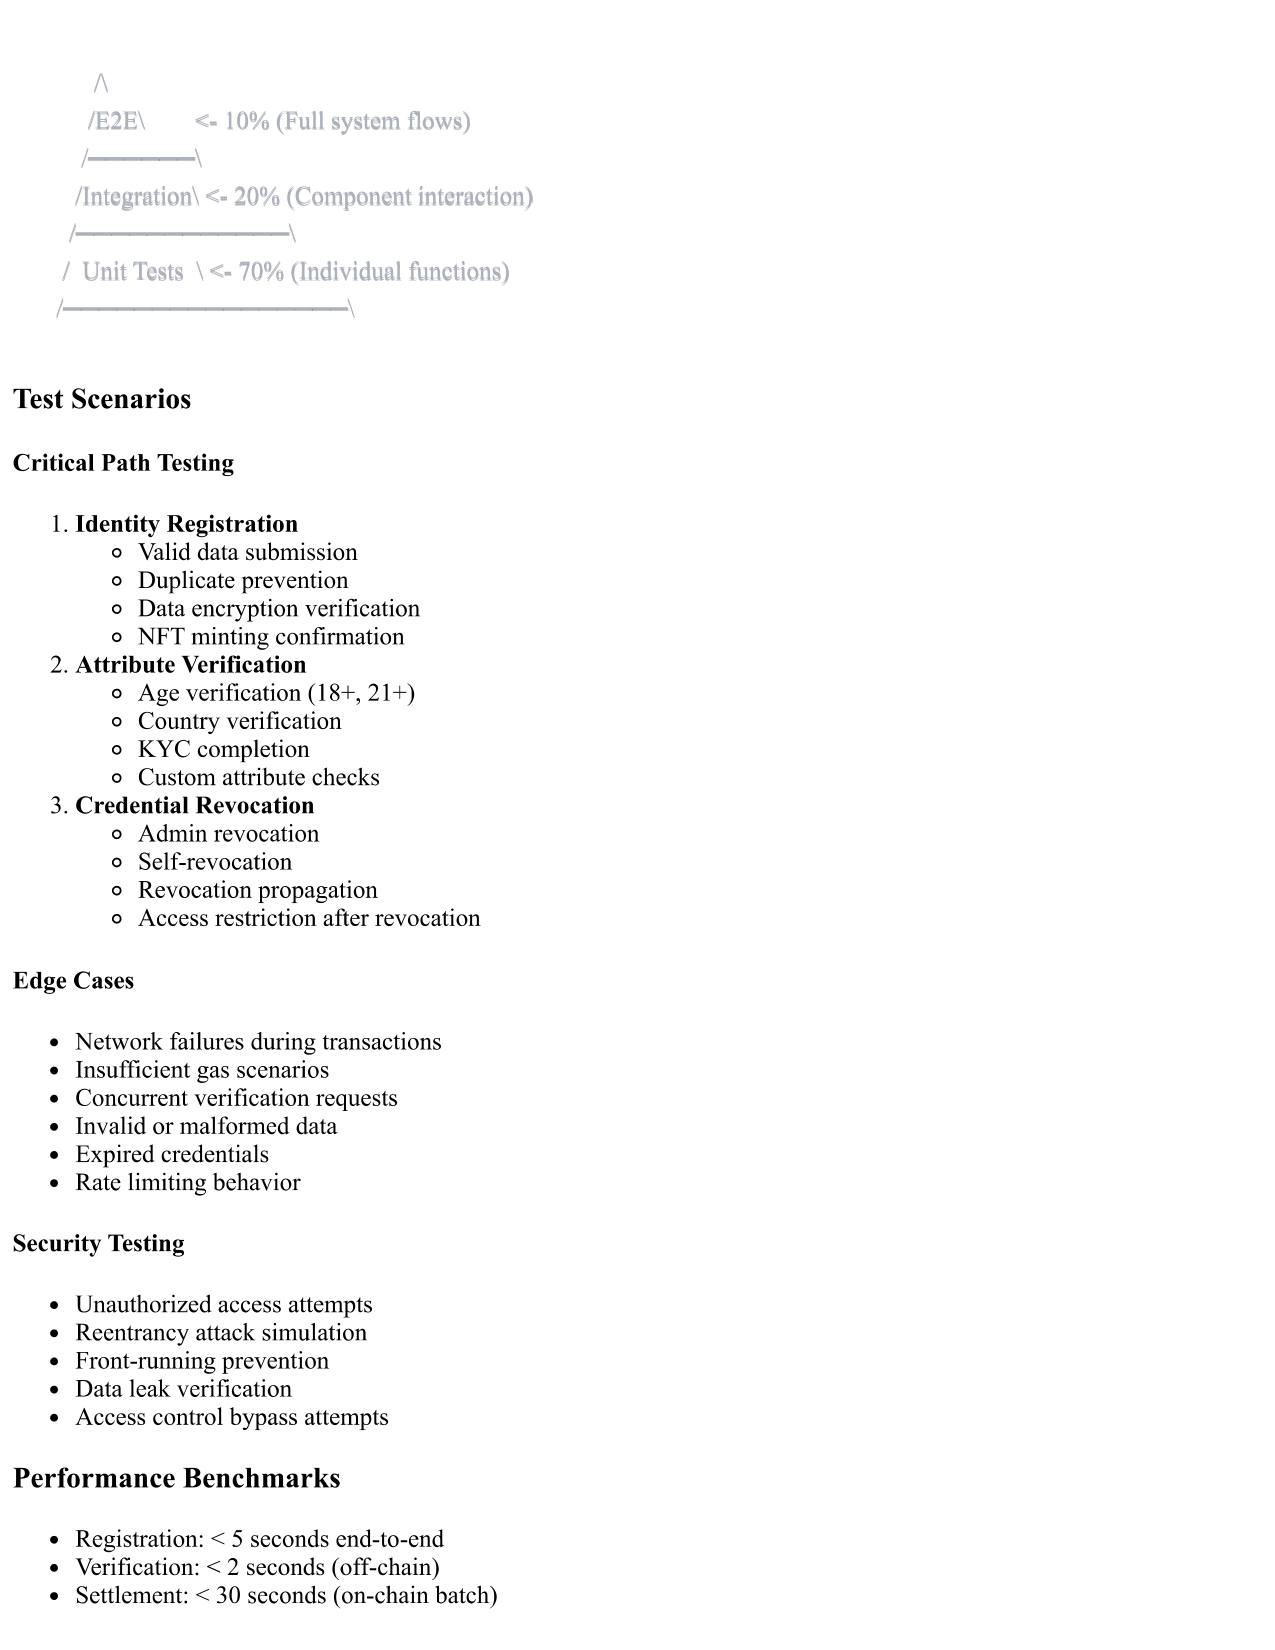 /\
/E2E\ <- 10% (Full system flows)
/──────\
/Integration\ <- 20% (Component interaction)
/────────────\
/ Unit Tests \ <- 70% (Individual functions)
/────────────────\
Test Scenarios
Critical Path Testing
1. Identity Registration
Valid data submission
Duplicate prevention
Data encryption verification
NFT minting confirmation
2. Attribute Verification
Age verification (18+, 21+)
Country verification
KYC completion
Custom attribute checks
3. Credential Revocation
Admin revocation
Self-revocation
Revocation propagation
Access restriction after revocation
Edge Cases
Network failures during transactions
Insufficient gas scenarios
Concurrent verification requests
Invalid or malformed data
Expired credentials
Rate limiting behavior
Security Testing
Unauthorized access attempts
Reentrancy attack simulation
Front-running prevention
Data leak verification
Access control bypass attempts
Performance Benchmarks
Registration: < 5 seconds end-to-end
Verification: < 2 seconds (off-chain)
Settlement: < 30 seconds (on-chain batch)